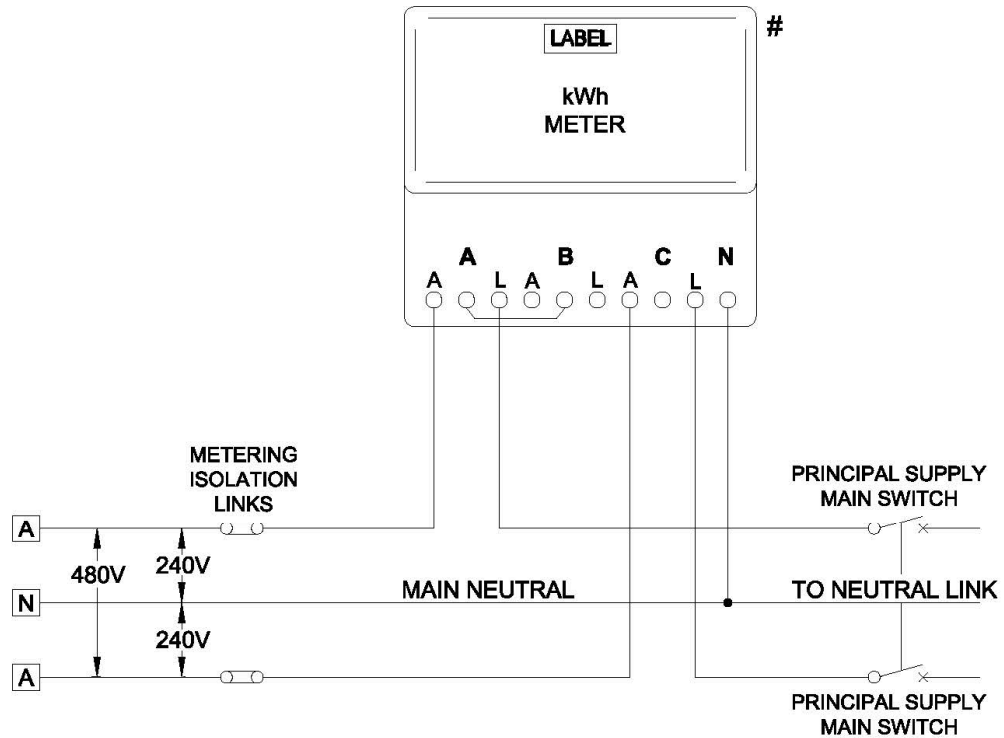 #
LABEL
kWh
METER
A B C N
A L A L A L
METERING
ISOLATION
LINKS
PRINCIPAL SUPPLY
MAIN SWITCH
A
480V 240V
N MAIN NEUTRAL TO NEUTRAL LINK
240V
A
PRINCIPAL SUPPLY
MAIN SWITCH